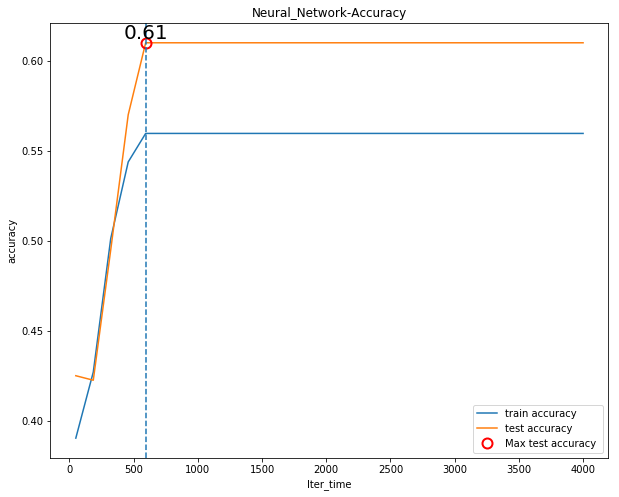 Neural_Network-Accuracy
0.61
0.60
0.55
0.50
0.45
0.40
accuracy
0 500 1000 1500 2000 2500 3000 3500 4000
Iter_time
train accuracy
test accuracy
Max test accuracy